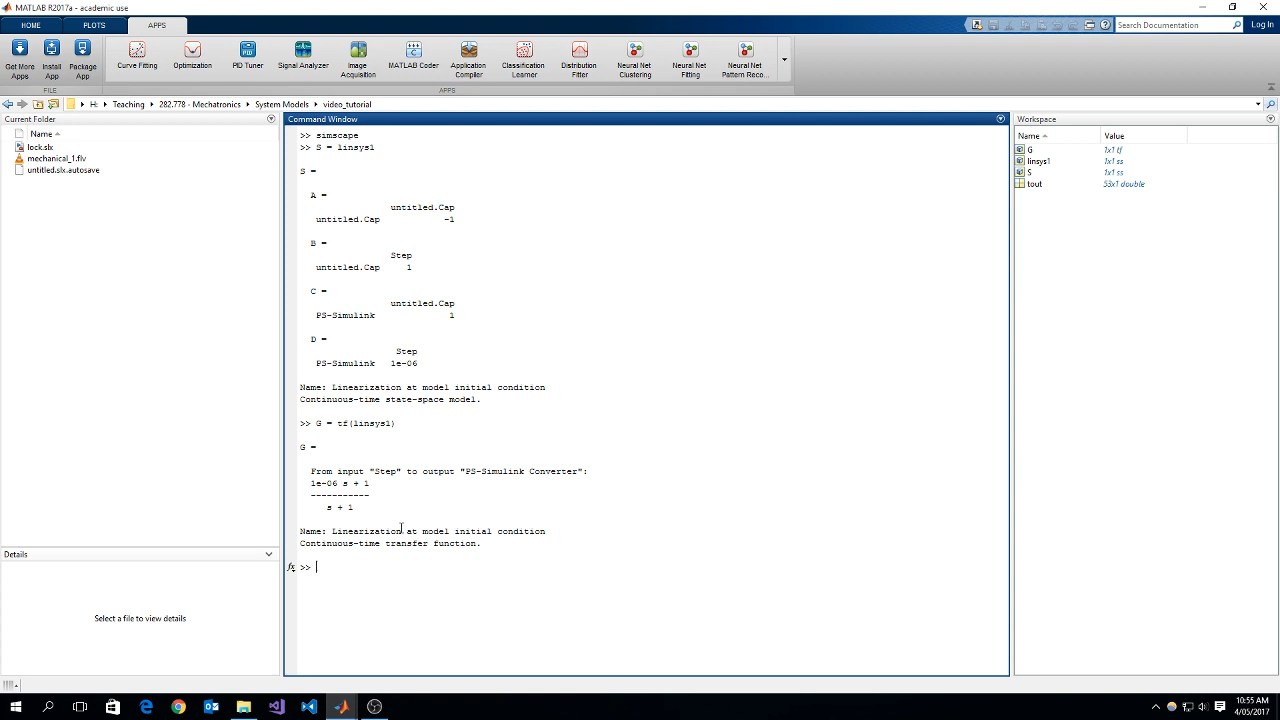 MATLAB R2017a - academic use
HOME PLOTS APPS Search Documentation Log In
Get More Apps
Install App
Package App
Curve Fitting
Optimization
PID Tuner
Signal Analyzer
Image Acquisition
MATLAB Coder
Application Compiler
Classification Learner
Distribution Fitter
Neural Net Clustering
Neural Net Fitting
Neural Net Pattern Reco...
FILE APPS
H: Teaching 282.778 - Mechatronics System Models video_tutorial
Current Folder
Name
lock.slx
mechanical_1.flv
untitled.slx.autosave
Details
Select a file to view details
Command Window
>> simscape
>> S = linsys1
S =
A =
untitled.Cap
untitled.Cap -1
B =
Step
untitled.Cap 1
C =
untitled.Cap
PS-Simulink 1
D =
Step
PS-Simulink 1e-06
Name: Linearization at model initial condition
Continuous-time state-space model.
>> G = tf(linsys1)
G =
From input "Step" to output "PS-Simulink Converter":
1e-06 s + 1
-----------
s + 1
Name: Linearization at model initial condition
Continuous-time transfer function.
fx >>
Workspace
Name Value
G 1x1 tf
linsys1 1x1 ss
S 1x1 ss
tout 53x1 double
10:55 AM
4/05/2017